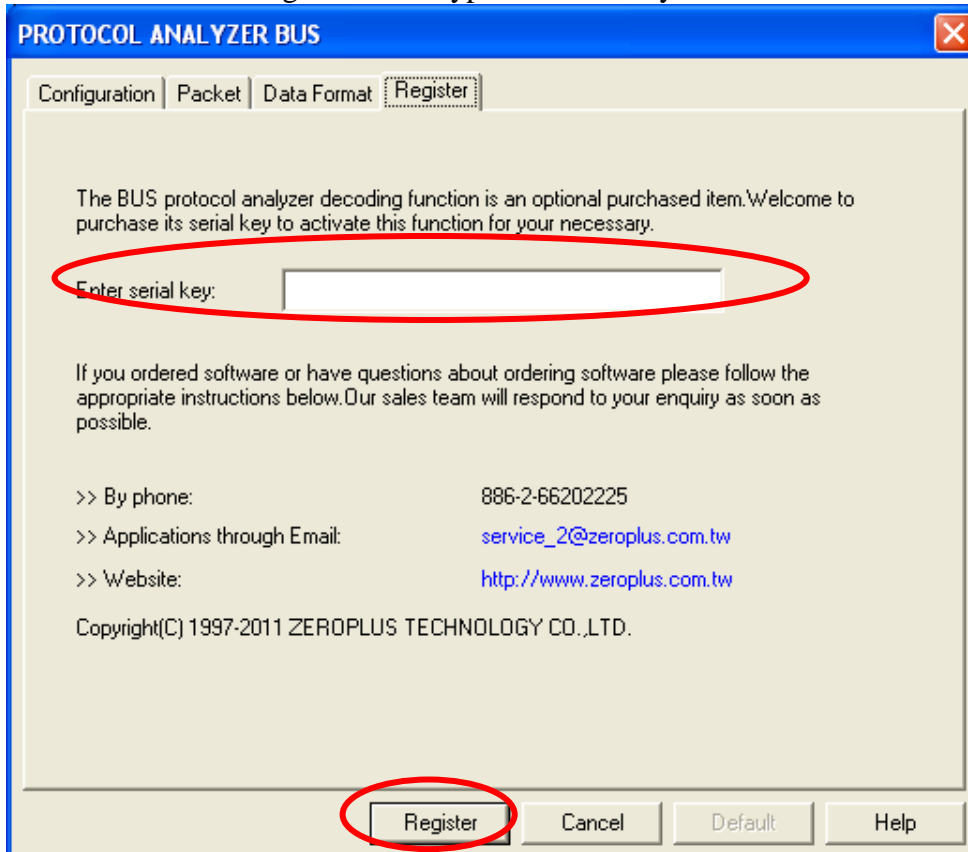 PROTOCOL ANALYZER BUS
Configuration Packet Data Format Register
The BUS protocol analyzer decoding function is an optional purchased item.Welcome to
purchase its serial key to activate this function for your necessary.
Enter serial key:
If you ordered software or have questions about ordering software please follow the
appropriate instructions below.Our sales team will respond to your enquiry as soon as
possible.
>> By phone: 886-2-66202225
>> Applications through Email: service_2@zeroplus.com.tw
>> Website: http://www.zeroplus.com.tw
Copyright(C) 1997-2011 ZEROPLUS TECHNOLOGY CO.,LTD.
Register Cancel Default Help